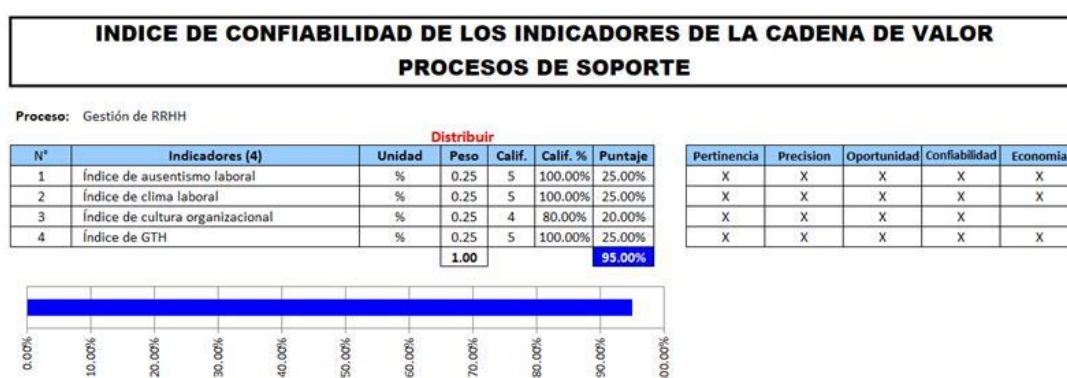 INDICE DE CONFIABILIDAD DE LOS INDICADORES DE LA CADENA DE VALOR
PROCESOS DE SOPORTE
Proceso: Gestión de RRHH
Distribuir
N° Indicadores (4) Unidad Peso Calif. Calif. % Puntaje Pertinencia Precision Oportunidad Confiabilidad Economia
1 Índice de ausentismo laboral % 0.25 5 100.00% 25.00% X X X X X
2 Índice de clima laboral % 0.25 5 100.00% 25.00% X X X X X
3 Índice de cultura organizacional % 0.25 4 80.00% 20.00% X X X X
4 Índice de GTH % 0.25 5 100.00% 25.00% X X X X X
1.00 95.00%
0.00% 10.00% 20.00% 30.00% 40.00% 50.00% 60.00% 70.00% 80.00% 90.00% 00.00%